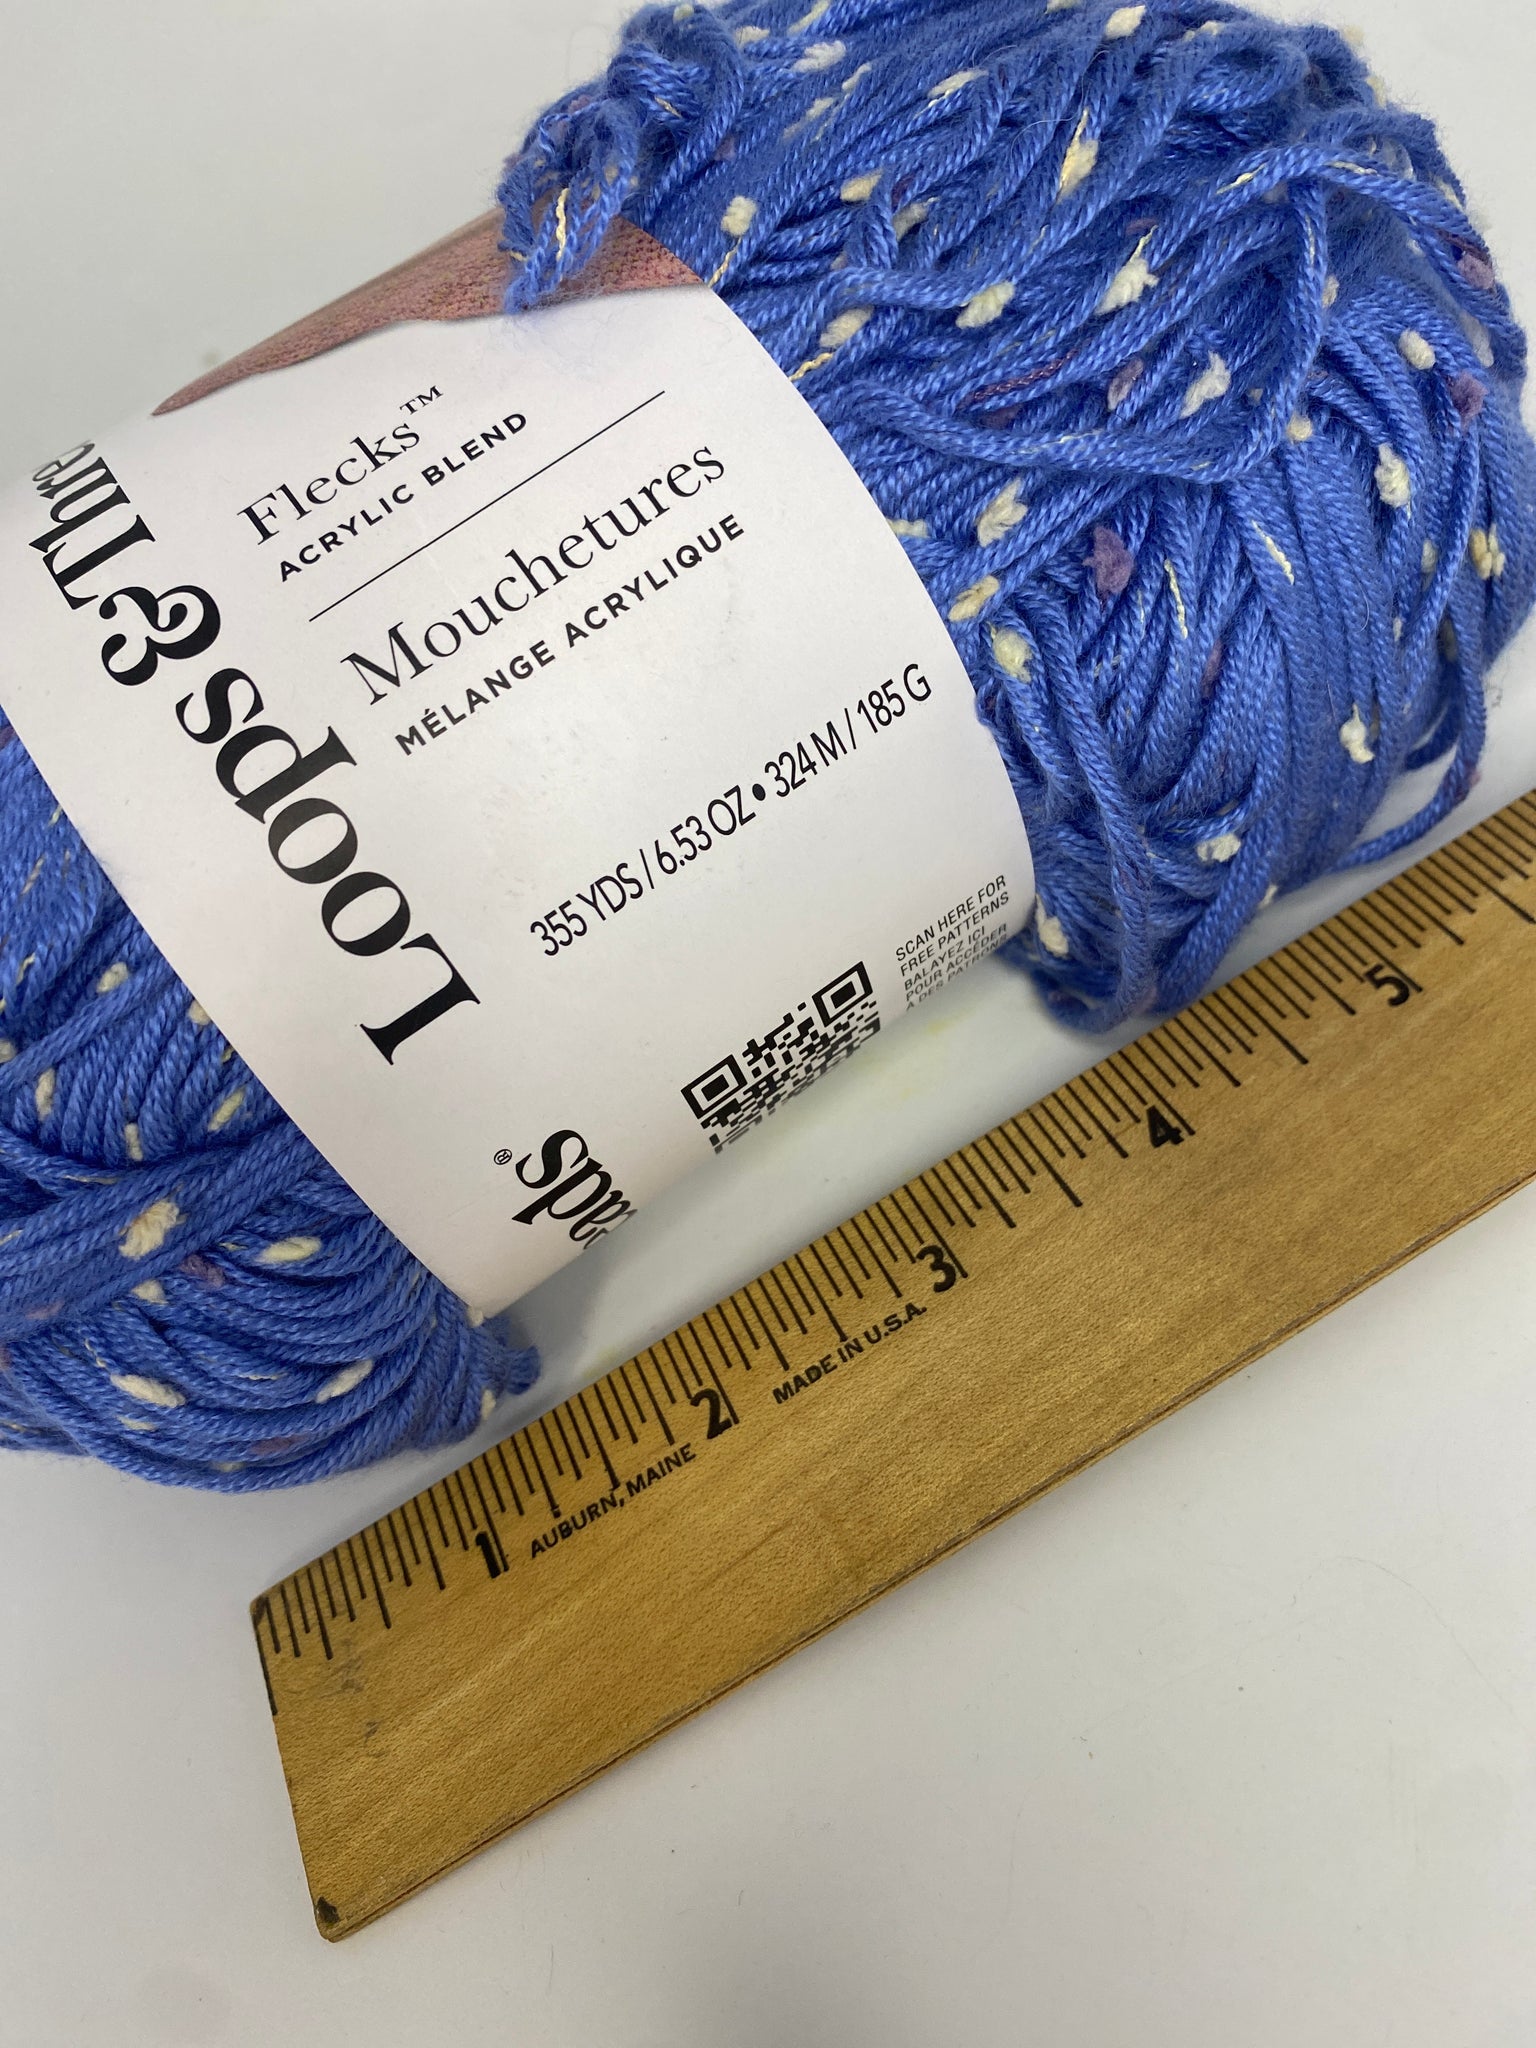 Flecks™
ACRYLIC BLEND
Mouchetures
MÉLANGE ACRYLIQUE
355 YDS / 6.53 OZ • 324 M / 185 G
Loops & Thre
ads®
SCAN HERE FOR
FREE PATTERNS
BALAYEZ ICI
POUR ACCÉDER
À DES PATRONS
1 2 3 4 5
AUBURN, MAINE MADE IN U.S.A.